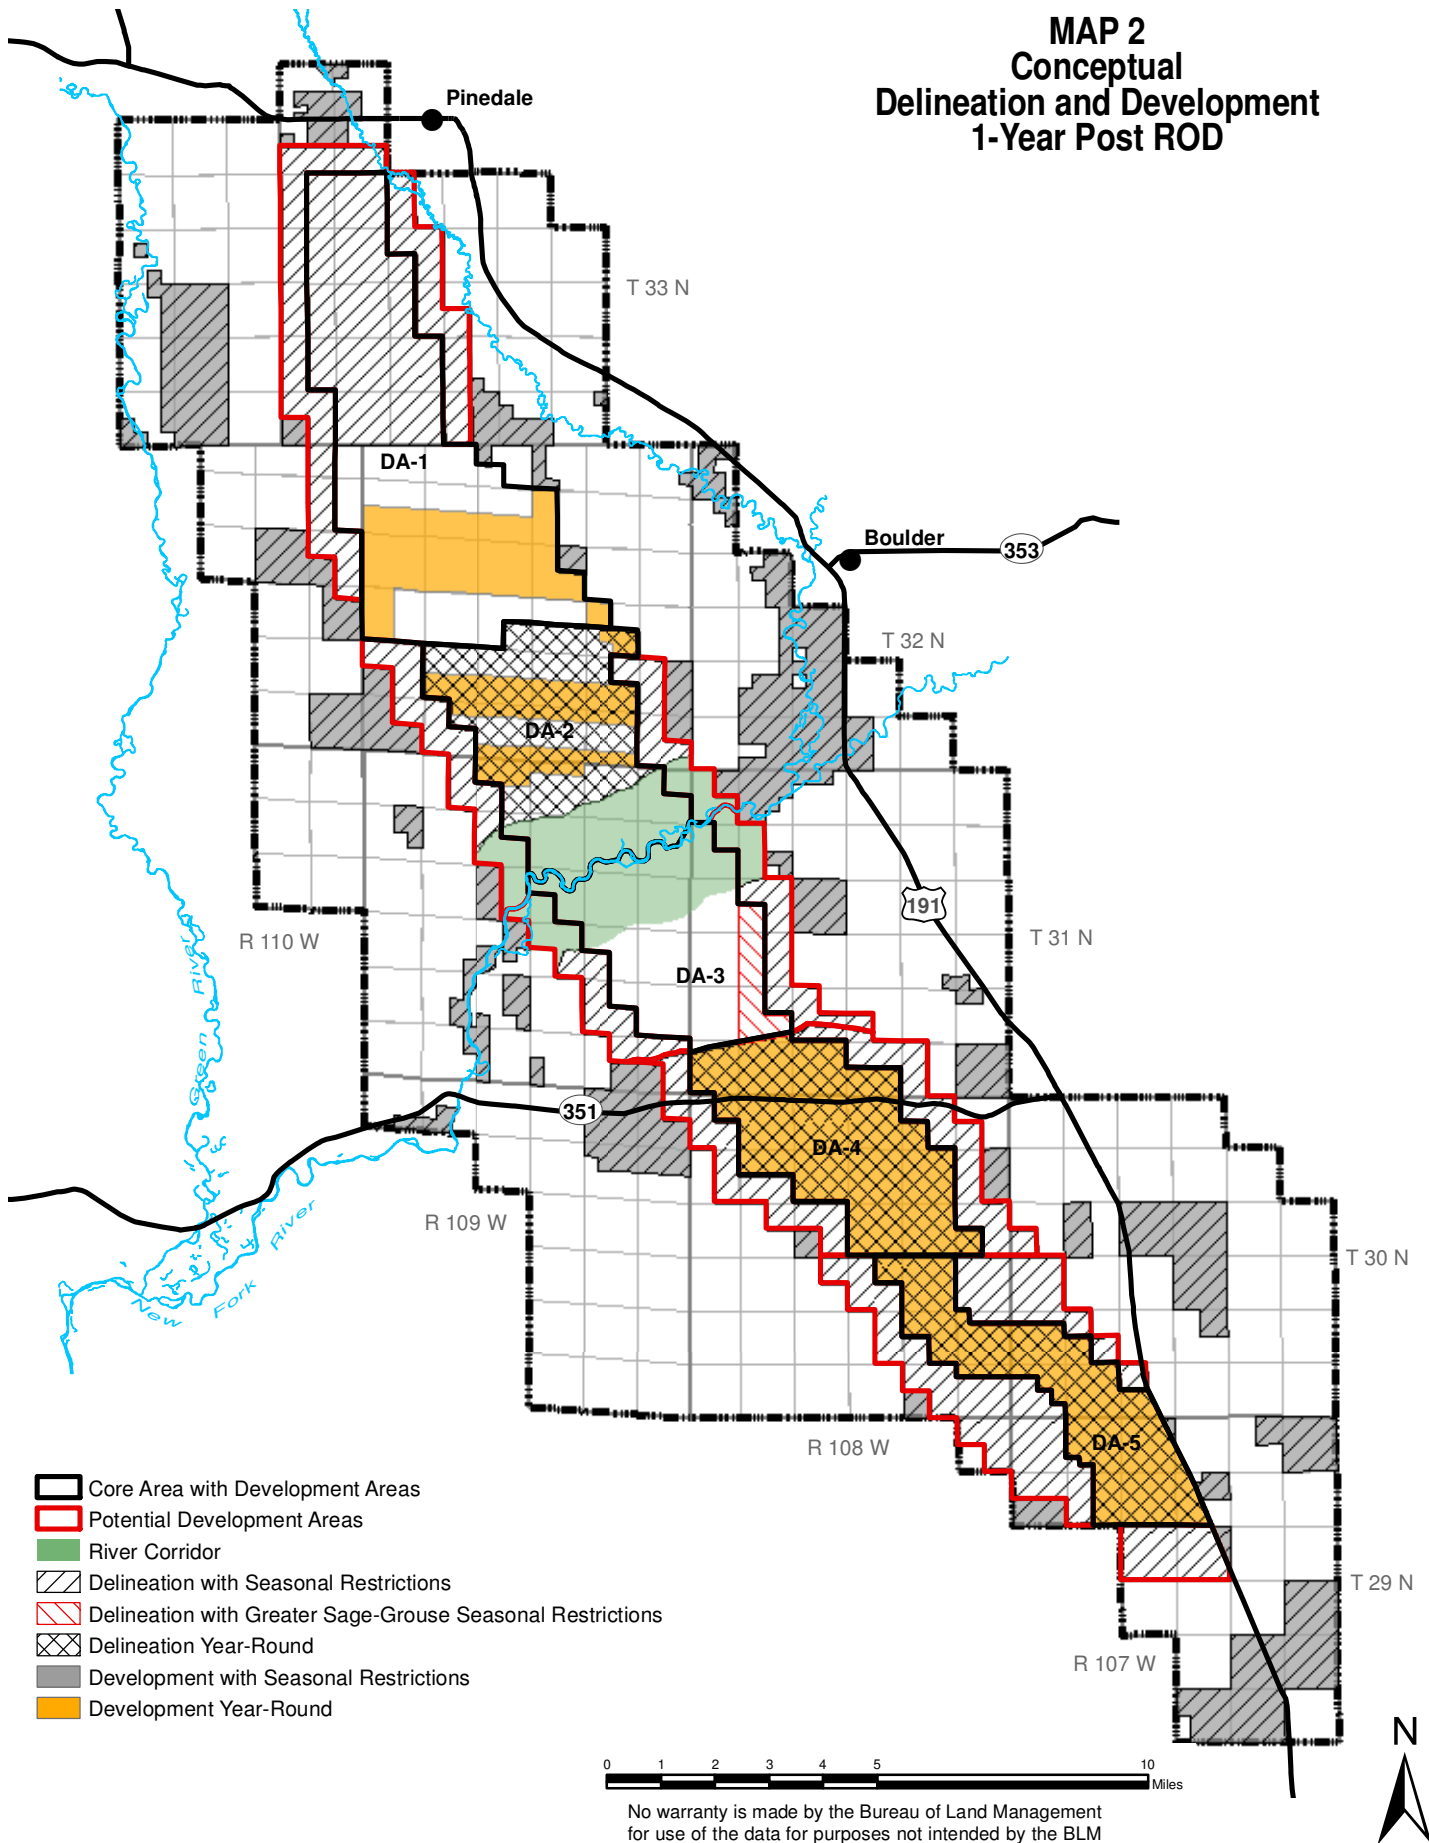 MAP 2
Conceptual
Delineation and Development
1-Year Post ROD
Pinedale
T 33 N
DA-1
Boulder
353
T 32 N
DA-2
191
R 110 W
T 31 N
DA-3
Green River
351
DA-4
R 109 W
T 30 N
New Fork River
R 108 W
DA-5
Core Area with Development Areas
Potential Development Areas
River Corridor
Delineation with Seasonal Restrictions
Delineation with Greater Sage-Grouse Seasonal Restrictions
Delineation Year-Round
Development with Seasonal Restrictions
Development Year-Round
T 29 N
R 107 W
N
0 1 2 3 4 5 10
Miles
No warranty is made by the Bureau of Land Management
for use of the data for purposes not intended by the BLM